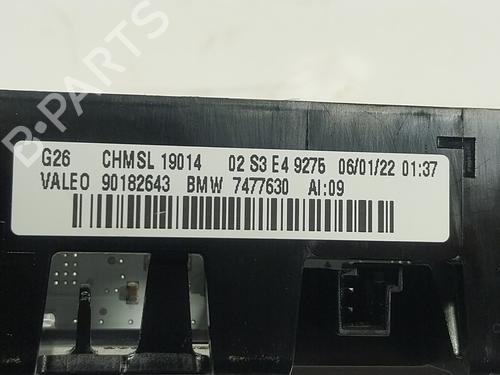 B-PARTS
G26 CHMSL 19014 02 S3 E4 9275 06/01/22 01:37
VALEO 90182643 BMW 7477630 AI:09